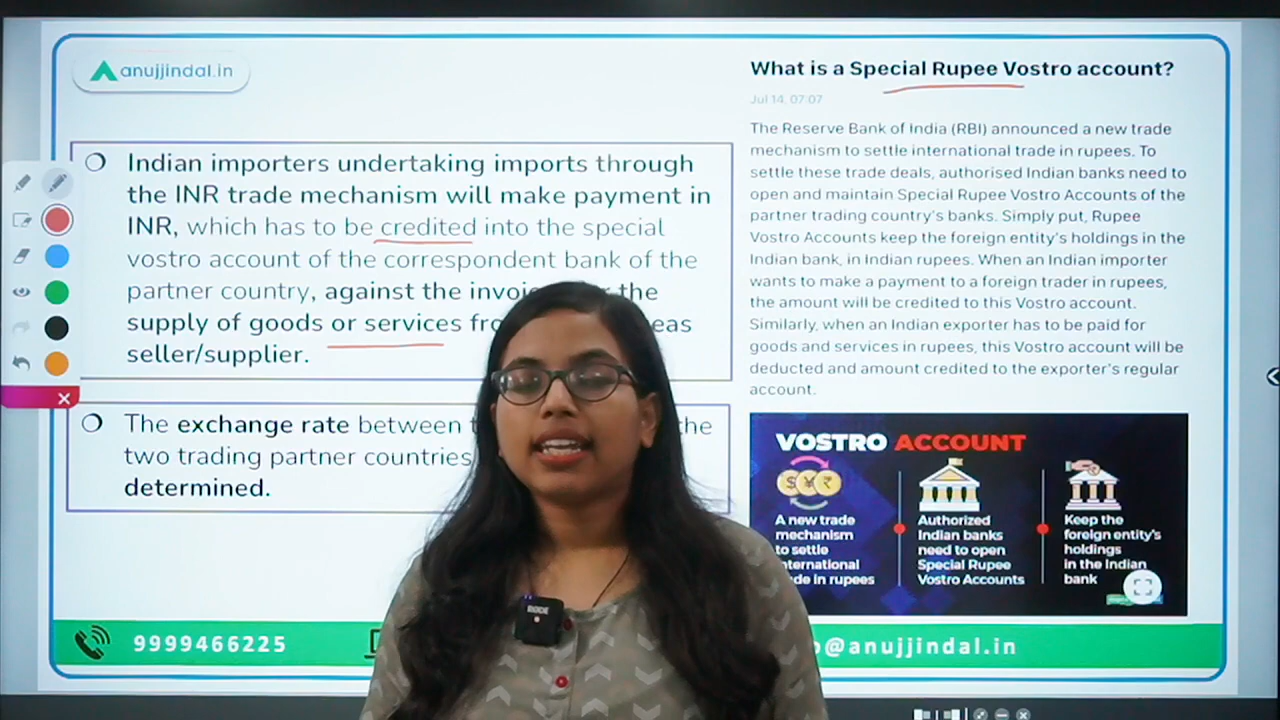 anujjindal.in
Indian importers undertaking imports through
the INR trade mechanism will make payment in
INR, which has to be credited into the special
vostro account of the correspondent bank of the
partner country, against the the
supply of goods or services
seller/supplier.
The exchange rate between the
two trading partner countries
determined.
9999466225
What is a Special Rupee Vostro account?
Jul 14, 07:07
The Reserve Bank of India (RBI) announced a new trade
mechanism to settle international trade in rupees. To
settle these trade deals, authorised Indian banks need to
open and maintain Special Rupee Vostro Accounts of the
partner trading country's banks. Simply put, Rupee
Vostro Accounts keep the foreign entity's holdings in the
Indian bank, in Indian rupees. When an Indian importer
wants to make a payment to a foreign trader in rupees,
the amount will be credited to this Vostro account.
Similarly, when an Indian exporter has to be paid for
goods and services in rupees, this Vostro account will be
deducted and amount credited to the exporter's regular
account.
VOSTRO ACCOUNT
A new trade
mechanism
to settle
in rupees
Authorized
Indian banks
need to open
Special Rupee
Vostro Accounts
Keep the
foreign entity's
holdings
in the Indian
bank
@anujjindal.in
RODE